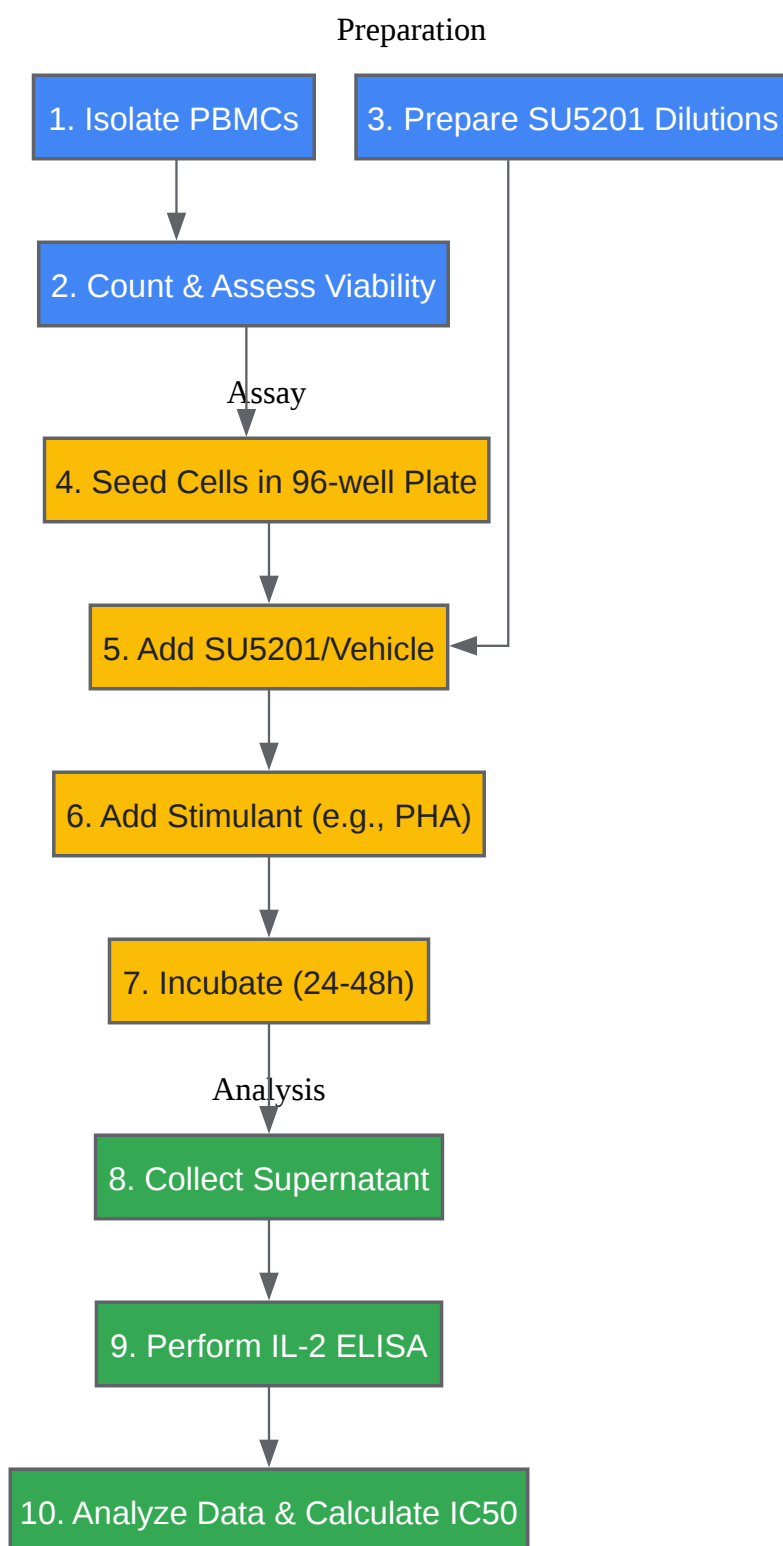 Preparation
1. Isolate PBMCs
3. Prepare SU5201 Dilutions
2. Count & Assess Viability
Assay
4. Seed Cells in 96-well Plate
5. Add SU5201/Vehicle
6. Add Stimulant (e.g., PHA)
7. Incubate (24-48h)
Analysis
8. Collect Supernatant
9. Perform IL-2 ELISA
10. Analyze Data & Calculate IC50